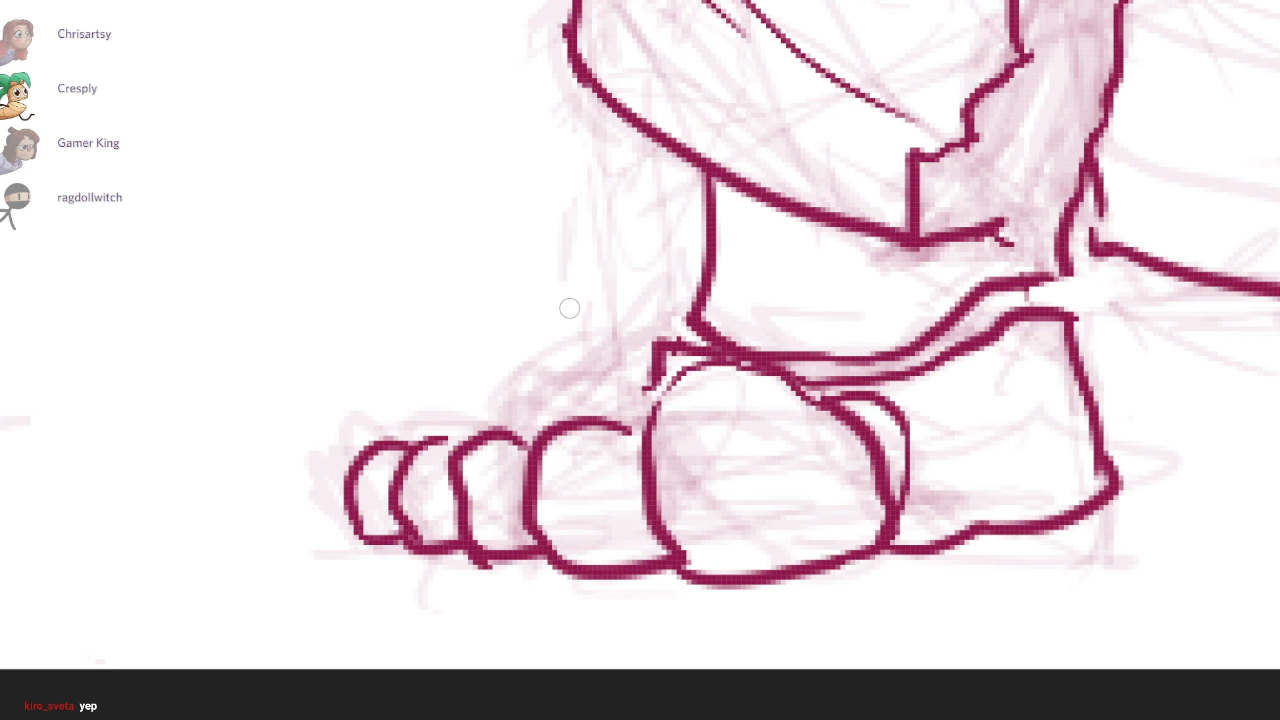 Chrisartsy
Cresply
Gamer King
ragdollwitch
kiro_sveta yep